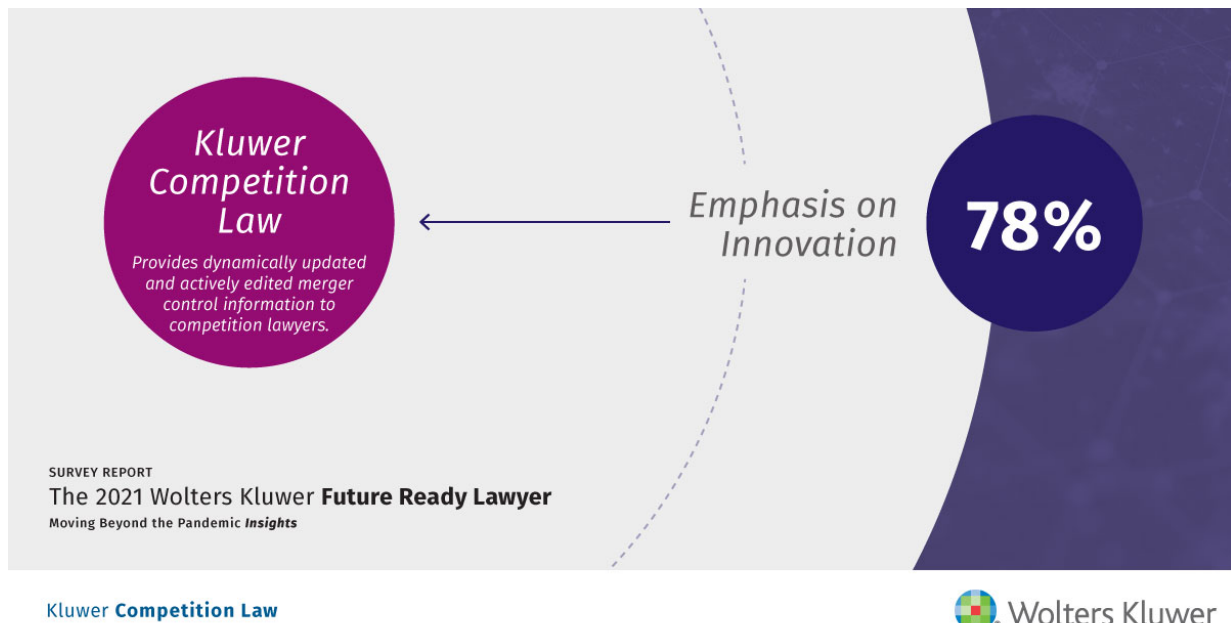 Kluwer
Competition
Law
Provides dynamically updated
and actively edited merger
control information to
competition lawyers.
Emphasis on
Innovation
78%
SURVEY REPORT
The 2021 Wolters Kluwer Future Ready Lawyer
Moving Beyond the Pandemic Insights
Kluwer Competition Law
Wolters Kluwer